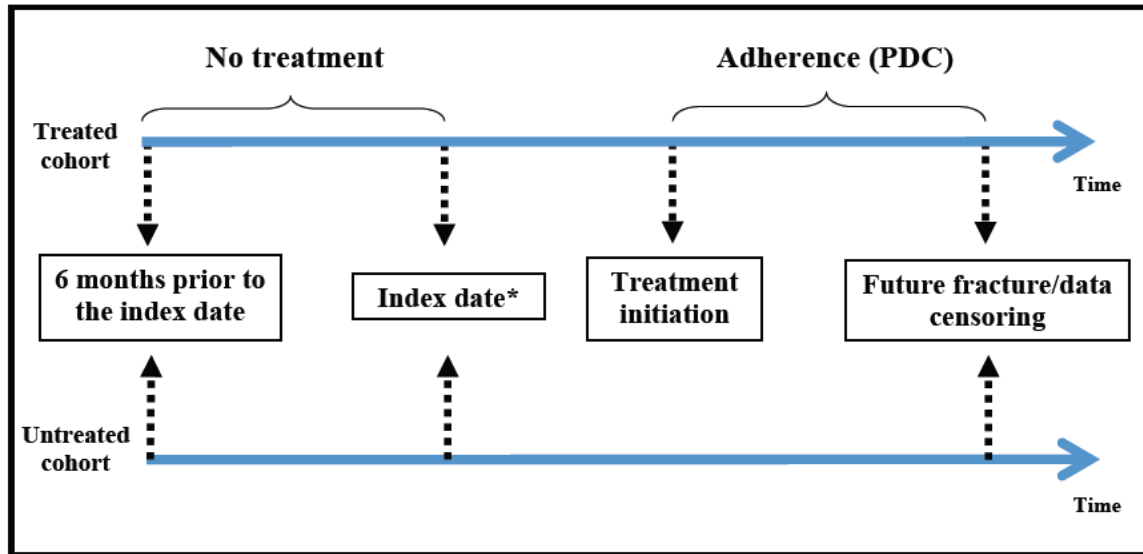 No treatment
Adherence (PDC)
Treated
cohort
Time
6 months prior to
the index date
Index date*
Treatment
initiation
Future fracture/data
censoring
Untreated
cohort
Time